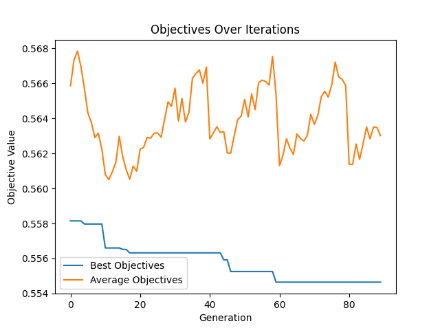 Objectives Over Iterations
0.568
0.566
0.564
0.562
0.560
0.558
0.556
0.554
Objective Value
Best Objectives
Average Objectives
0 20 40 60 80
Generation